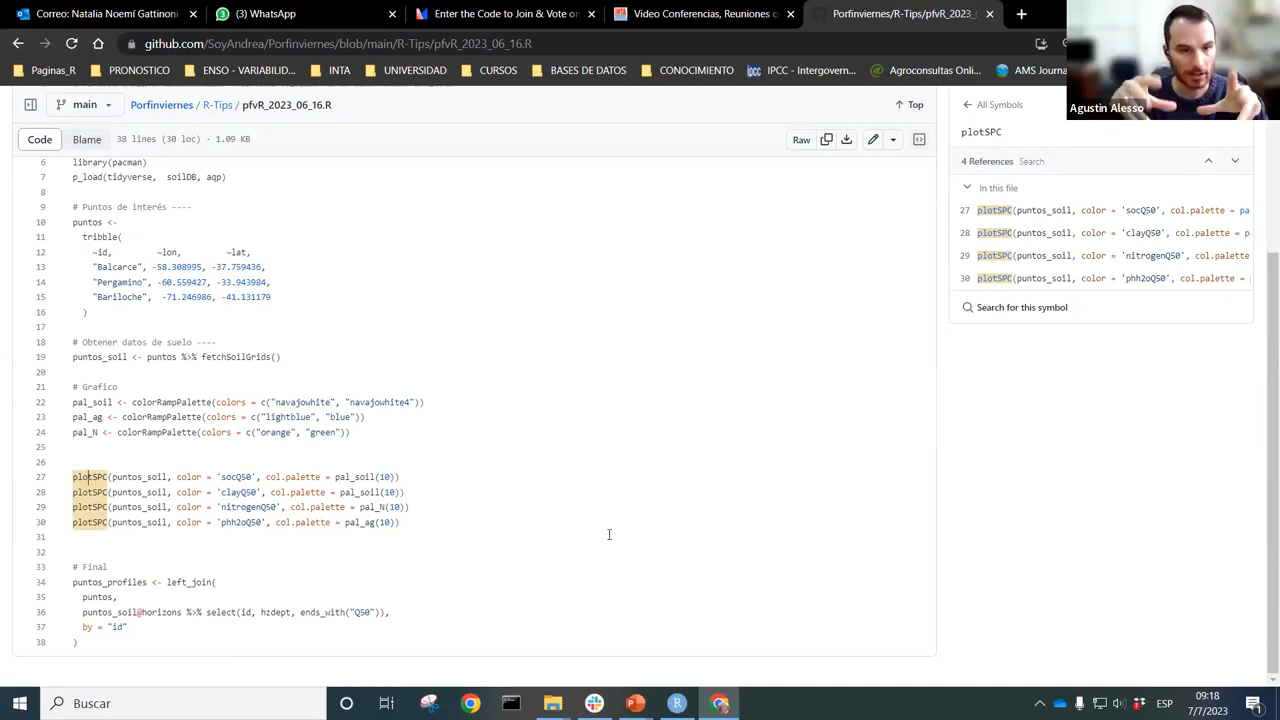 Correo: Natalia Noemí Gattinoni
(3) WhatsApp
Enter the Code to Join & Vote on
Video Conferencias, Reuniones o
Porfinviernes/R-Tips/pfvR_2023_
github.com/SoyAndrea/Porfinviernes/blob/main/R-Tips/pfvR_2023_06_16.R
Paginas_R
PRONOSTICO
ENSO - VARIABILID...
INTA
UNIVERSIDAD
CURSOS
BASES DE DATOS
CONOCIMIENTO
IPCC - Intergovern...
Agroconsultas Onli...
AMS Journa
Agustín Alesso
main
Porfinviernes / R-Tips / pfvR_2023_06_16.R
Top
Code
Blame
38 lines (30 loc) · 1.09 KB
Raw
6 library(pacman)
7 p_load(tidyverse, soilDB, aqp)
8
9 # Puntos de interés ----
10 puntos <-
11 tribble(
12 ~id, ~lon, ~lat,
13 "Balcarce", -58.308995, -37.759436,
14 "Pergamino", -60.559427, -33.943984,
15 "Bariloche", -71.246986, -41.131179
16 )
17
18 # Obtener datos de suelo ----
19 puntos_soil <- puntos %>% fetchSoilGrids()
20
21 # Grafico
22 pal_soil <- colorRampPalette(colors = c("navajowhite", "navajowhite4"))
23 pal_ag <- colorRampPalette(colors = c("lightblue", "blue"))
24 pal_N <- colorRampPalette(colors = c("orange", "green"))
25
26
27 plotSPC(puntos_soil, color = 'socQ50', col.palette = pal_soil(10))
28 plotSPC(puntos_soil, color = 'clayQ50', col.palette = pal_soil(10))
29 plotSPC(puntos_soil, color = 'nitrogenQ50', col.palette = pal_N(10))
30 plotSPC(puntos_soil, color = 'phh2oQ50', col.palette = pal_ag(10))
31
32
33 # Final
34 puntos_profiles <- left_join(
35 puntos,
36 puntos_soil@horizons %>% select(id, hzdept, ends_with("Q50")),
37 by = "id"
38 )
All Symbols
plotSPC
4 References Search
In this file
27 plotSPC(puntos_soil, color = 'socQ50', col.palette = pa
28 plotSPC(puntos_soil, color = 'clayQ50', col.palette = p
29 plotSPC(puntos_soil, color = 'nitrogenQ50', col.palette
30 plotSPC(puntos_soil, color = 'phh2oQ50', col.palette =
Search for this symbol
Buscar
ESP
09:18
7/7/2023
1